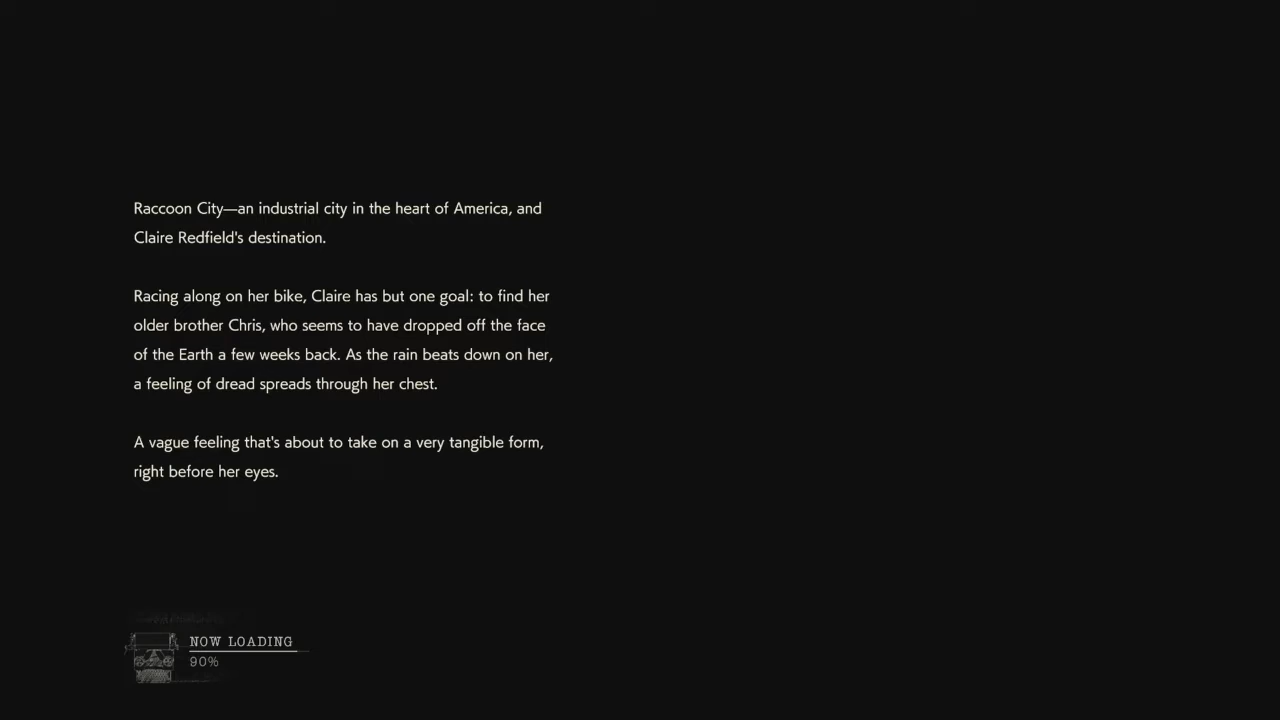 Raccoon City—an industrial city in the heart of America, and
Claire Redfield's destination.
Racing along on her bike, Claire has but one goal: to find her
older brother Chris, who seems to have dropped off the face
of the Earth a few weeks back. As the rain beats down on her,
a feeling of dread spreads through her chest.
A vague feeling that's about to take on a very tangible form,
right before her eyes.
NOW LOADING
90%